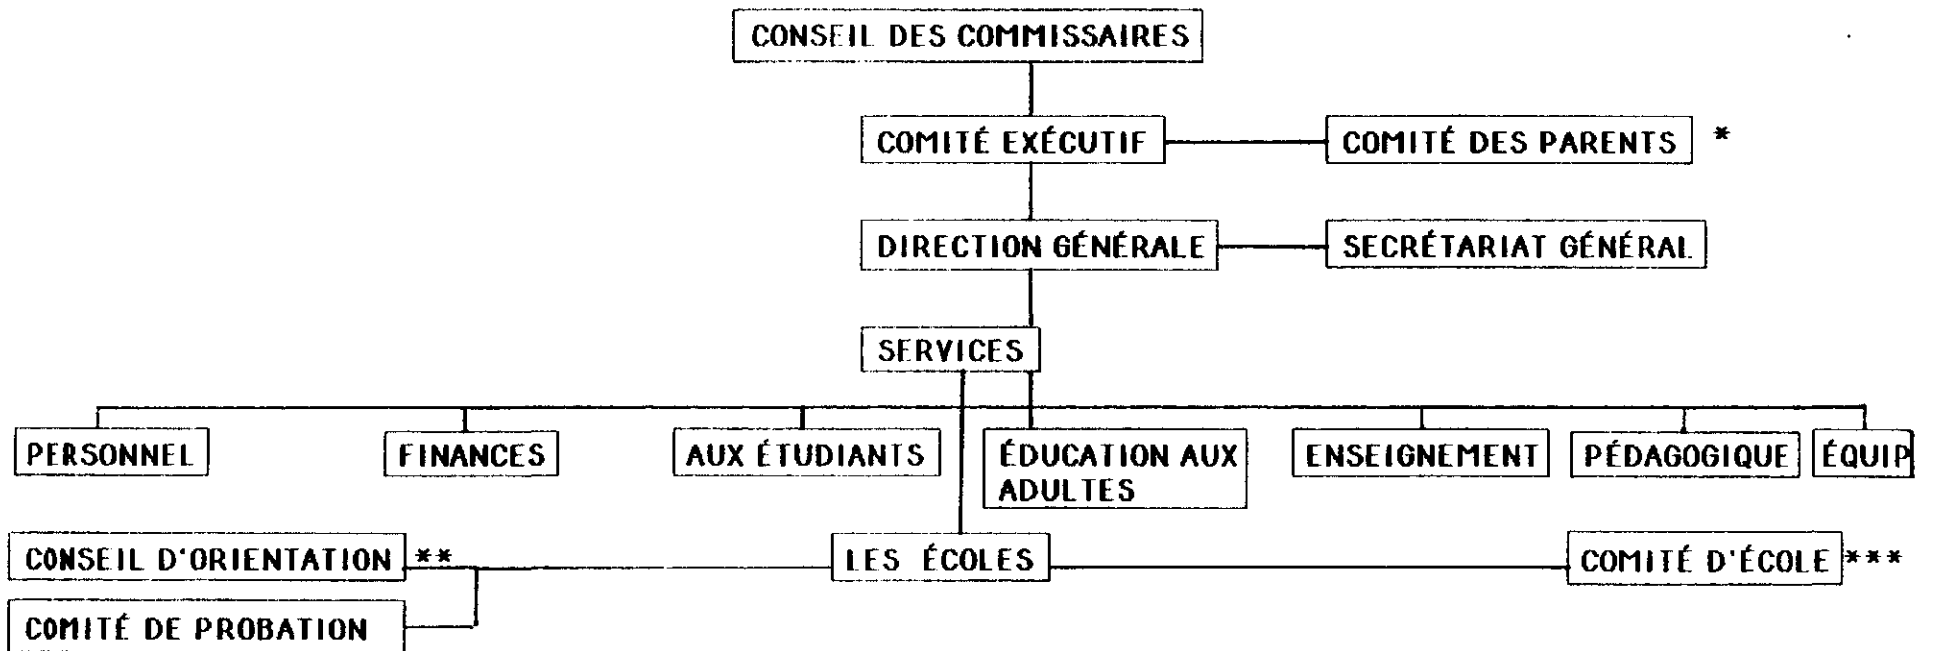 CONSEIL DES COMMISSAIRES
COMITÉ EXÉCUTIF
COMITÉ DES PARENTS *
DIRECTION GÉNÉRALE
SECRÉTARIAT GÉNÉRAL
SERVICES
PERSONNEL
FINANCES
AUX ÉTUDIANTS
ÉDUCATION AUX
ADULTES
ENSEIGNEMENT
PÉDAGOGIQUE
ÉQUIP
CONSEIL D'ORIENTATION **
LES ÉCOLES
COMITÉ D'ÉCOLE ***
COMITÉ DE PROBATION